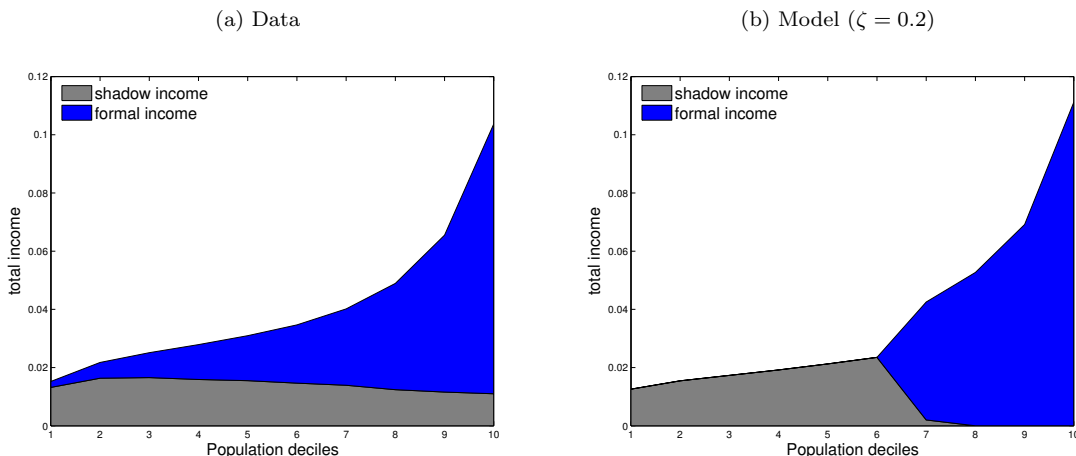 (a) Data
0.12
0.1
0.08
0.06
0.04
0.02
0
total income
shadow income
formal income
1 2 3 4 5 6 7 8 9 10
Population deciles
(b) Model (ζ = 0.2)
0.12
0.1
0.08
0.06
0.04
0.02
0
total income
shadow income
formal income
1 2 3 4 5 6 7 8 9 10
Population deciles